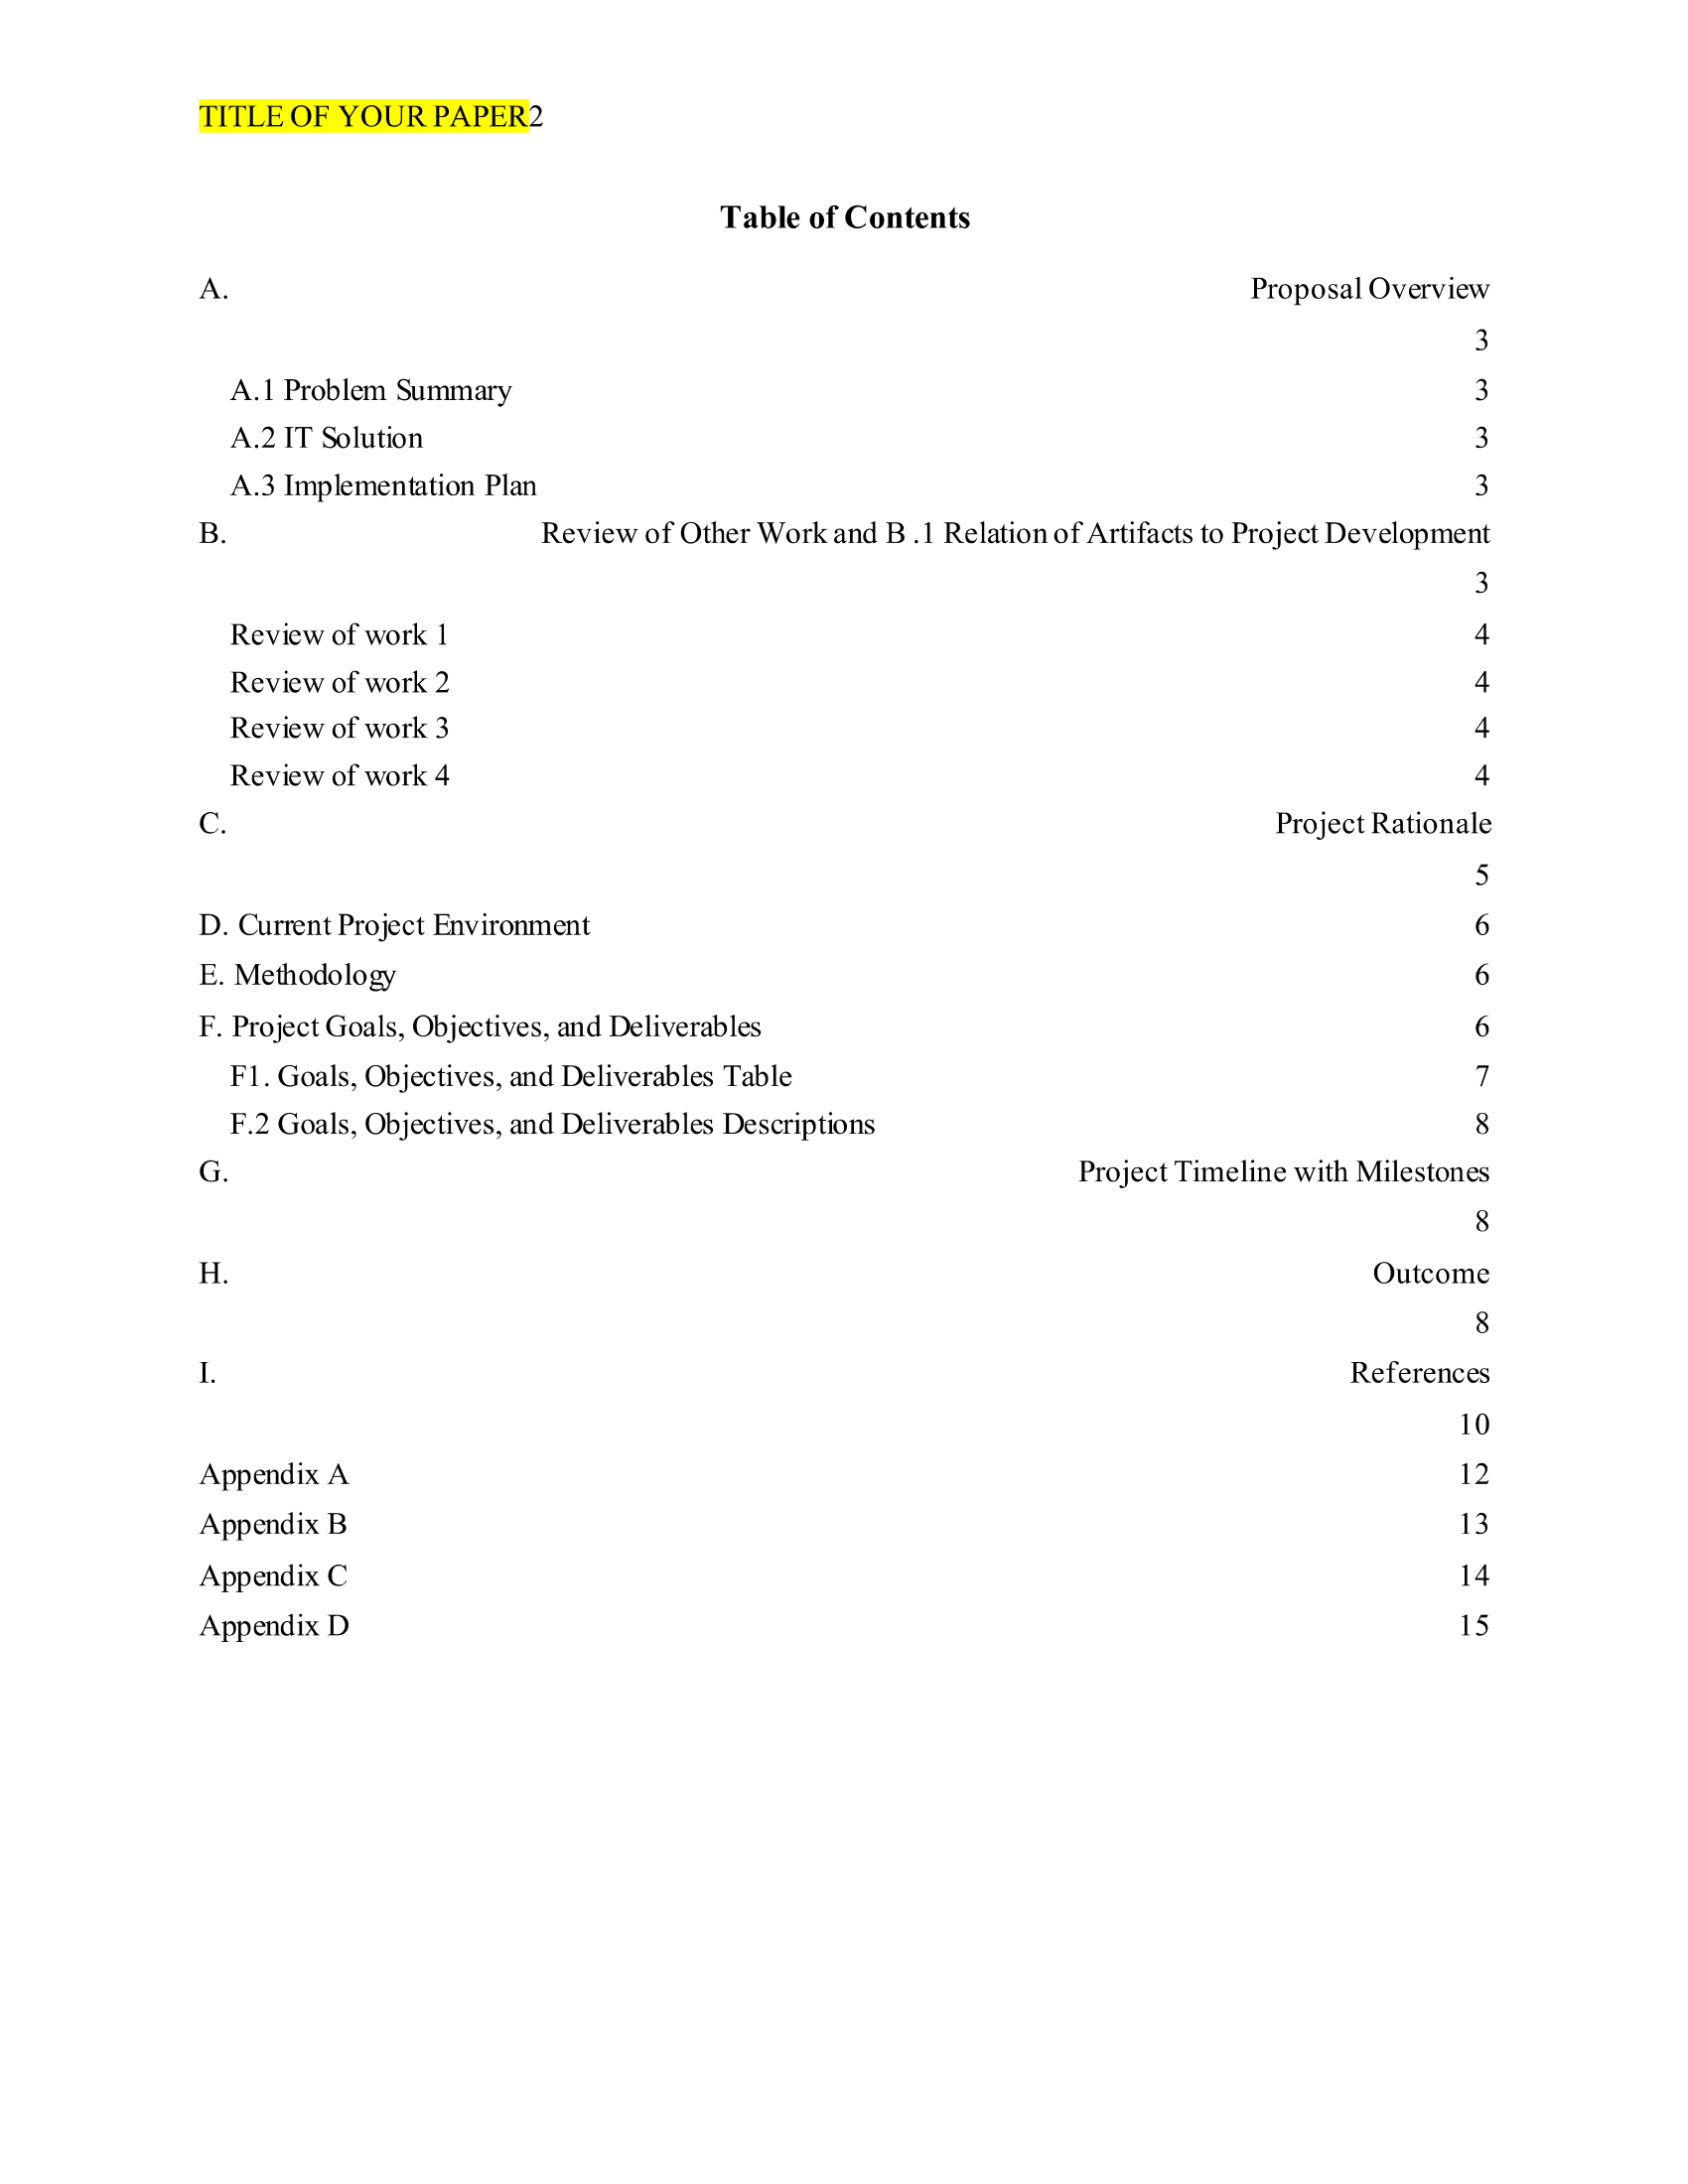 TITLE OF YOUR PAPER2
Table of Contents
A. Proposal Overview
3
A.1 Problem Summary 3
A.2 IT Solution 3
A.3 Implementation Plan 3
B. Review of Other Work and B .1 Relation of Artifacts to Project Development
3
Review of work 1 4
Review of work 2 4
Review of work 3 4
Review of work 4 4
C. Project Rationale
5
D. Current Project Environment 6
E. Methodology 6
F. Project Goals, Objectives, and Deliverables 6
F1. Goals, Objectives, and Deliverables Table 7
F.2 Goals, Objectives, and Deliverables Descriptions 8
G. Project Timeline with Milestones
8
H. Outcome
8
I. References
10
Appendix A 12
Appendix B 13
Appendix C 14
Appendix D 15